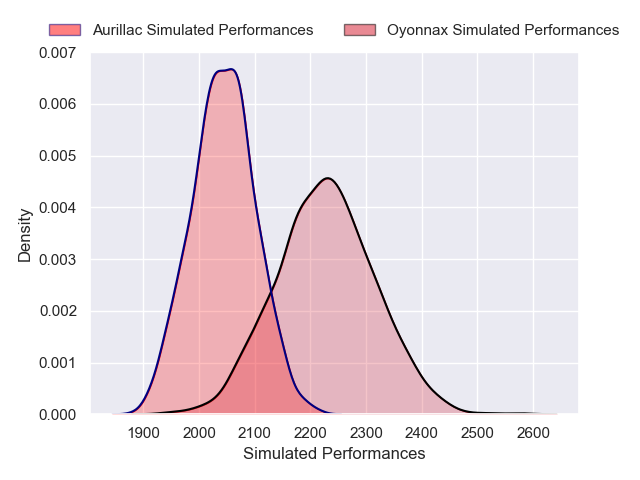 Aurillac Simulated Performances Oyonnax Simulated Performances
0.007
0.006
0.005
0.004
0.003
0.002
0.001
0.000
Density
1900 2000 2100 2200 2300 2400 2500 2600
Simulated Performances